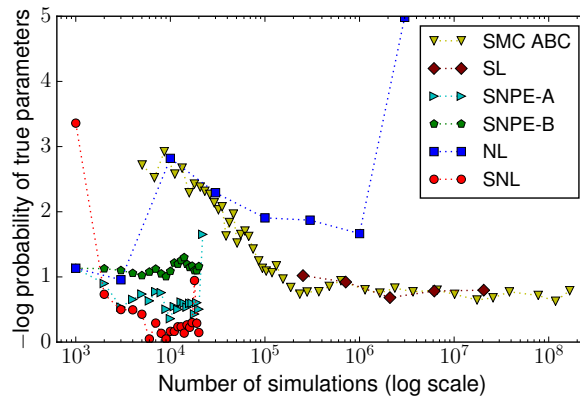 5
4
3
2
1
0
10^3
10^4
10^5
10^6
10^7
10^8
−log probability of true parameters
Number of simulations (log scale)
SMC ABC
SL
SNPE-A
SNPE-B
NL
SNL